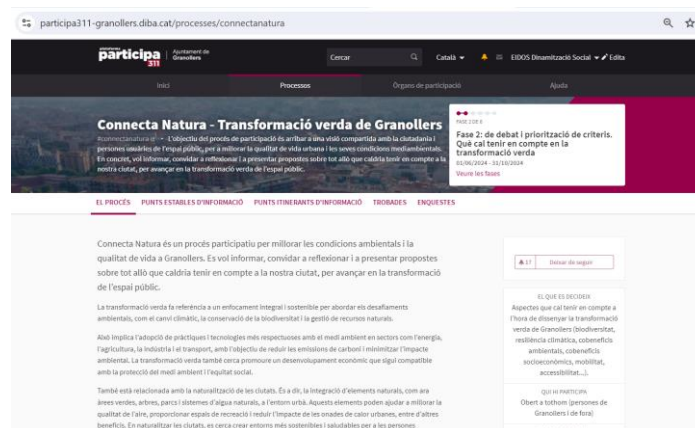 participa311-granollers.diba.cat/processes/connectanatura
plataforma
participa
311
Ajuntament de
Granollers
Cercar
Català
EIDOS Dinamització Social
Edita
Inici
Processos
Òrgans de participació
Ajuda
Connecta Natura - Transformació verda de Granollers
#connectanatura-g • L'objectiu del procés de participació és arribar a una visió compartida amb la ciutadania i
persones usuàries de l'espai públic, per a millorar la qualitat de vida urbana i les seves condicions mediambientals.
En concret, vol informar, convidar a reflexionar i a presentar propostes sobre tot allò que caldria tenir en compte a la
nostra ciutat, per avançar en la transformació verda de l'espai públic.
Fase 2: de debat i priorització de criteris.
Què cal tenir en compte en la
transformació verda
01/06/2024 - 31/10/2024
Veure les fases
EL PROCÉS
PUNTS ESTABLES D'INFORMACIÓ
PUNTS ITINERANTS D'INFORMACIÓ
TROBADES
ENQUESTES
Connecta Natura és un procés participatiu per millorar les condicions ambientals i la
qualitat de vida a Granollers. Es vol informar, convidar a reflexionar i a presentar propostes
sobre tot allò que caldria tenir en compte a la nostra ciutat, per avançar en la transformació
de l'espai públic.
La transformació verda fa referència a un enfocament integral i sostenible per abordar els desafiaments
ambientals, com el canvi climàtic, la conservació de la biodiversitat i la gestió de recursos naturals.
Això implica l'adopció de pràctiques i tecnologies més respectuoses amb el medi ambient en sectors com l'energia,
l'agricultura, la indústria i el transport, amb l'objectiu de reduir les emissions de carboni i minimitzar l'impacte
ambiental. La transformació verda també cerca promoure un desenvolupament econòmic que sigui compatible
amb la protecció del medi ambient i l'equitat social.
També està relacionada amb la naturalització de les ciutats. És a dir, la integració d'elements naturals, com ara
àrees verdes, arbres, parcs i sistemes d'aigua naturals, a l'entorn urbà. Aquests elements poden ajudar a millorar la
qualitat de l'aire, proporcionar espais de recreació i reduir l'impacte de les onades de calor urbanes, entre d'altres
beneficis. En naturalitzar les ciutats, es cerca crear entorns més sostenibles i saludables per a les persones
17
Deixar de seguir
EL QUE ES DECIDEIX
Aspectes que cal tenir en compte a
l'hora de dissenyar la transformació
verda de Granollers (biodiversitat,
resiliència climàtica, cobeneficis
ambientals, cobeneficis
socioeconòmics, mobilitat,
accessibilitat...).
QUI HI PARTICIPA
Obert a tothom (persones de
Granollers i de fora)